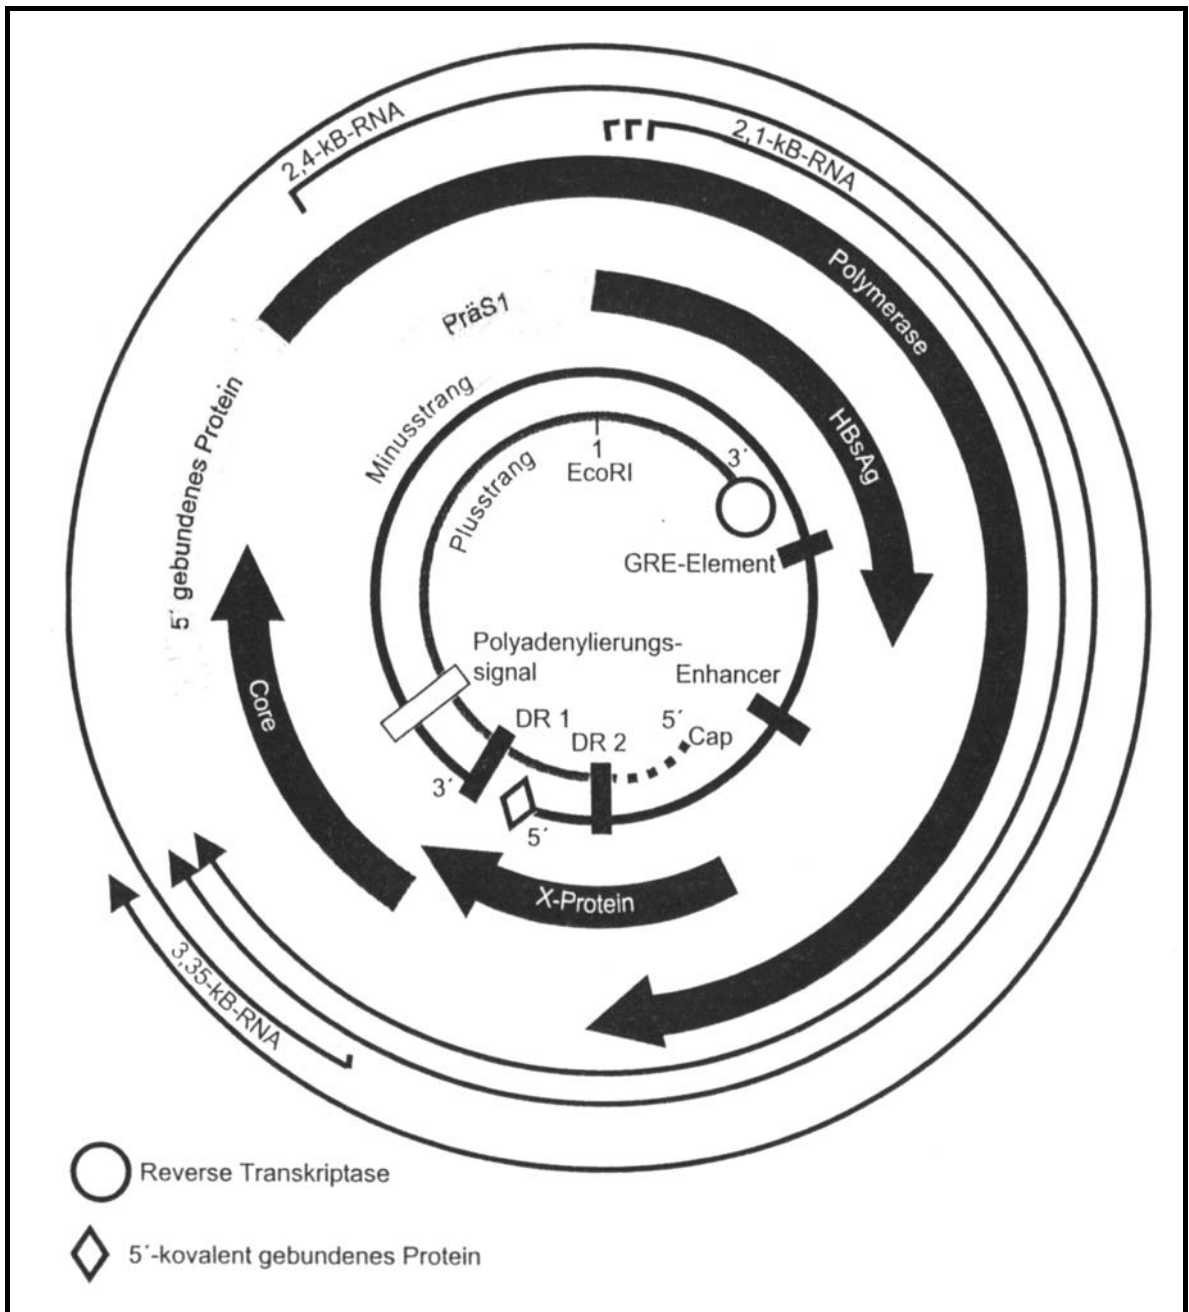 2,4-kB-RNA
2,1-kB-RNA
Polymerase
PräS1
HBsAg
5´ gebundenes Protein
Minusstrang
Plusstrang
1
EcoRI
3´
GRE-Element
Polyadenylierungs-
signal
Enhancer
Core
DR 1
DR 2
5´
Cap
3´
5´
X-Protein
3,35-kB-RNA
Reverse Transkriptase
5´-kovalent gebundenes Protein